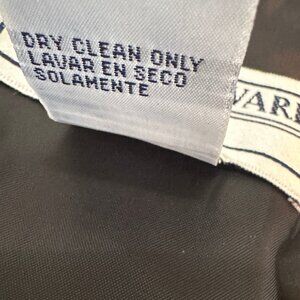 DRY CLEAN ONLY
LAVAR EN SECO
SOLAMENTE